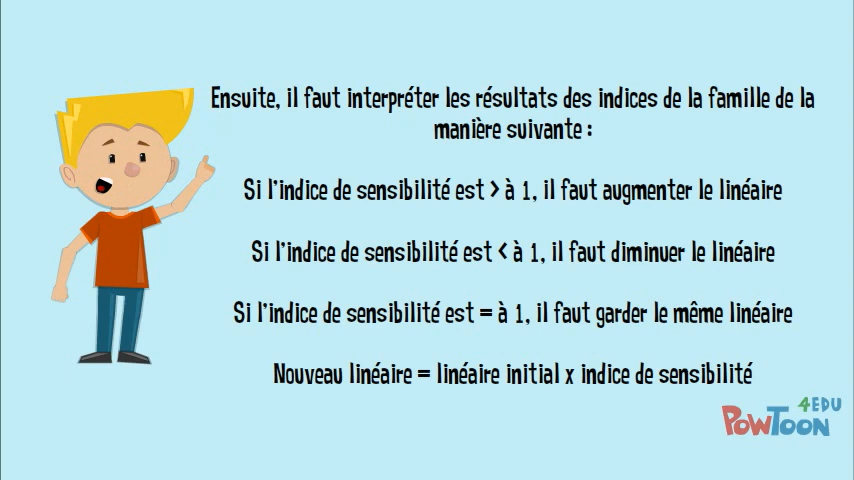 Ensuite, il faut interpréter les résultats des indices de la famille de la
manière suivante :
Si l'indice de sensibilité est > à 1, il faut augmenter le linéaire
Si l'indice de sensibilité est < à 1, il faut diminuer le linéaire
Si l'indice de sensibilité est = à 1, il faut garder le même linéaire
Nouveau linéaire = linéaire initial x indice de sensibilité
4EDU
POWTOON